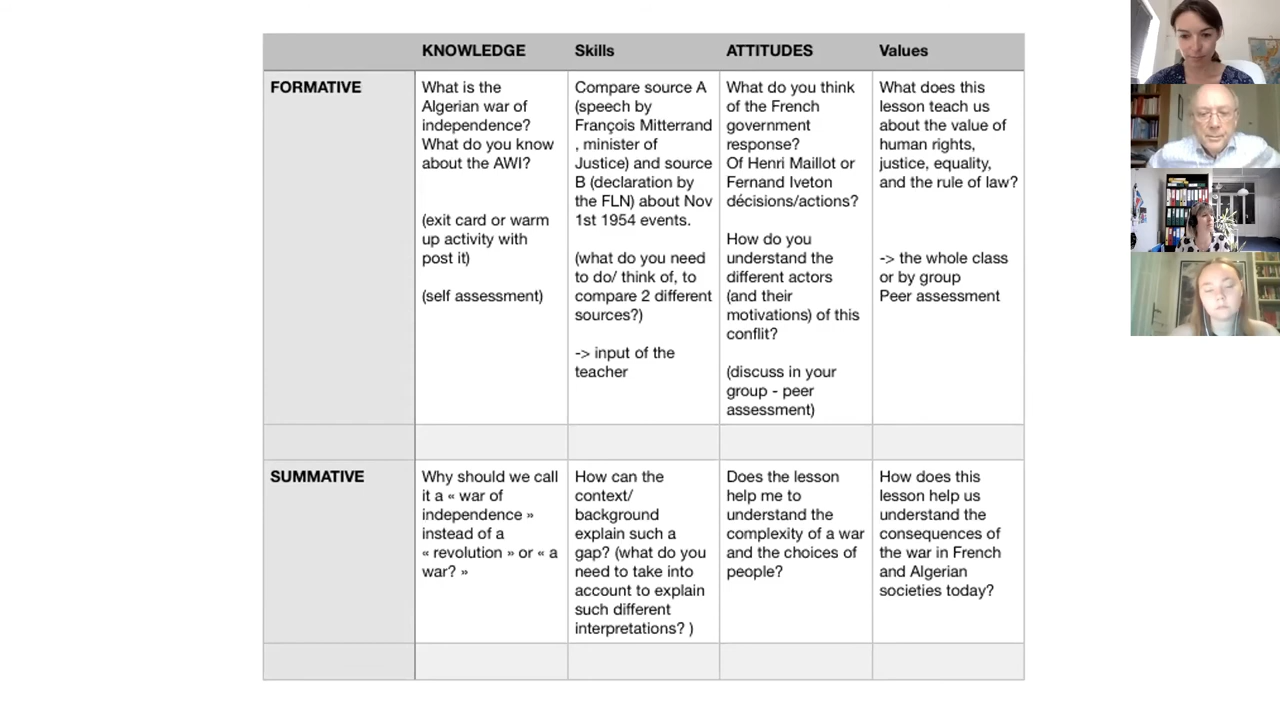 KNOWLEDGE
Skills
ATTITUDES
Values
FORMATIVE
What is the
Algerian war of
independence?
What do you know
about the AWI?
(exit card or warm
up activity with
post it)
(self assessment)
Compare source A
(speech by
François Mitterrand
, minister of
Justice) and source
B (declaration by
the FLN) about Nov
1st 1954 events.
(what do you need
to do/ think of, to
compare 2 different
sources?)
-> input of the
teacher
What do you think
of the French
government
response?
Of Henri Maillot or
Fernand Iveton
décisions/actions?
How do you
understand the
different actors
(and their
motivations) of this
conflit?
(discuss in your
group - peer
assessment)
What does this
lesson teach us
about the value of
human rights,
justice, equality,
and the rule of law?
-> the whole class
or by group
Peer assessment
SUMMATIVE
Why should we call
it a « war of
independence »
instead of a
« revolution » or « a
war? »
How can the
context/
background
explain such a
gap? (what do you
need to take into
account to explain
such different
interpretations? )
Does the lesson
help me to
understand the
complexity of a war
and the choices of
people?
How does this
lesson help us
understand the
consequences of
the war in French
and Algerian
societies today?